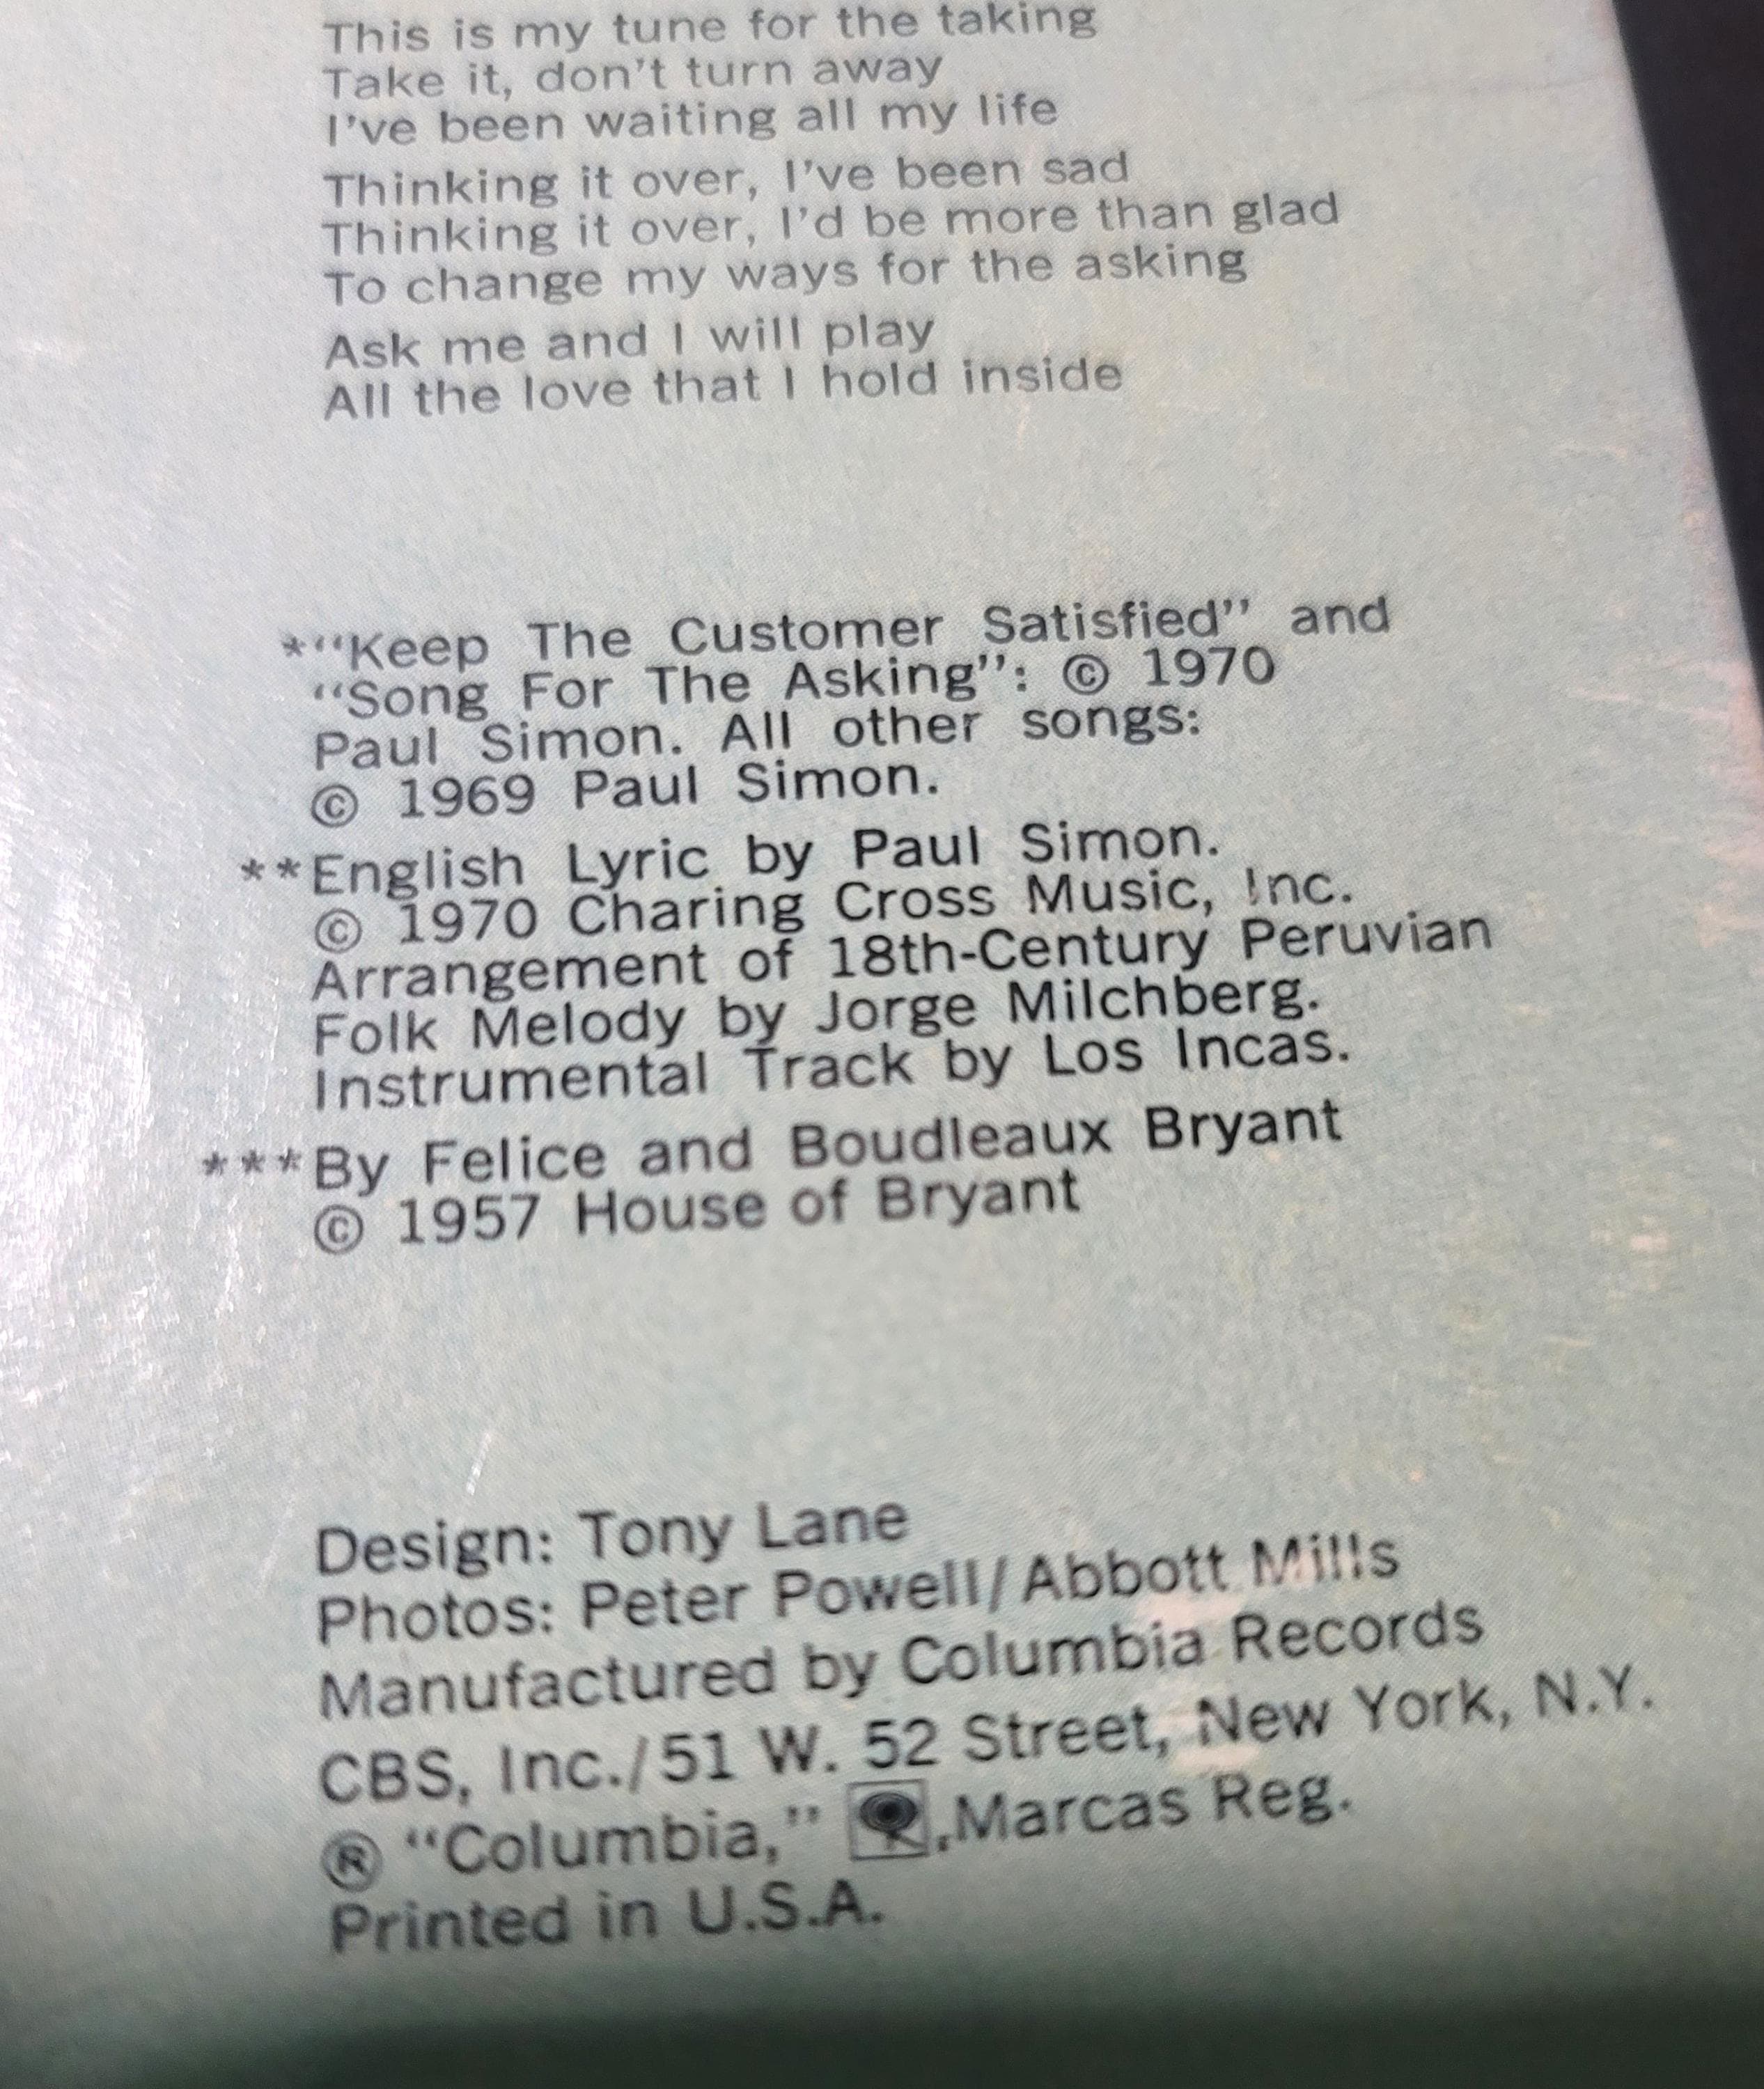 This is my tune for the taking
Take it, don't turn away
I've been waiting all my life
Thinking it over, I've been sad
Thinking it over, I'd be more than glad
To change my ways for the asking
Ask me and I will play
All the love that I hold inside
*"Keep The Customer Satisfied" and
"Song For The Asking": © 1970
Paul Simon. All other songs:
© 1969 Paul Simon.
**English Lyric by Paul Simon.
© 1970 Charing Cross Music, Inc.
Arrangement of 18th-Century Peruvian
Folk Melody by Jorge Milchberg.
Instrumental Track by Los Incas.
***By Felice and Boudleaux Bryant
© 1957 House of Bryant
Design: Tony Lane
Photos: Peter Powell/Abbott Mills
Manufactured by Columbia Records
CBS, Inc./51 W. 52 Street, New York, N.Y.
® "Columbia," ,Marcas Reg.
Printed in U.S.A.